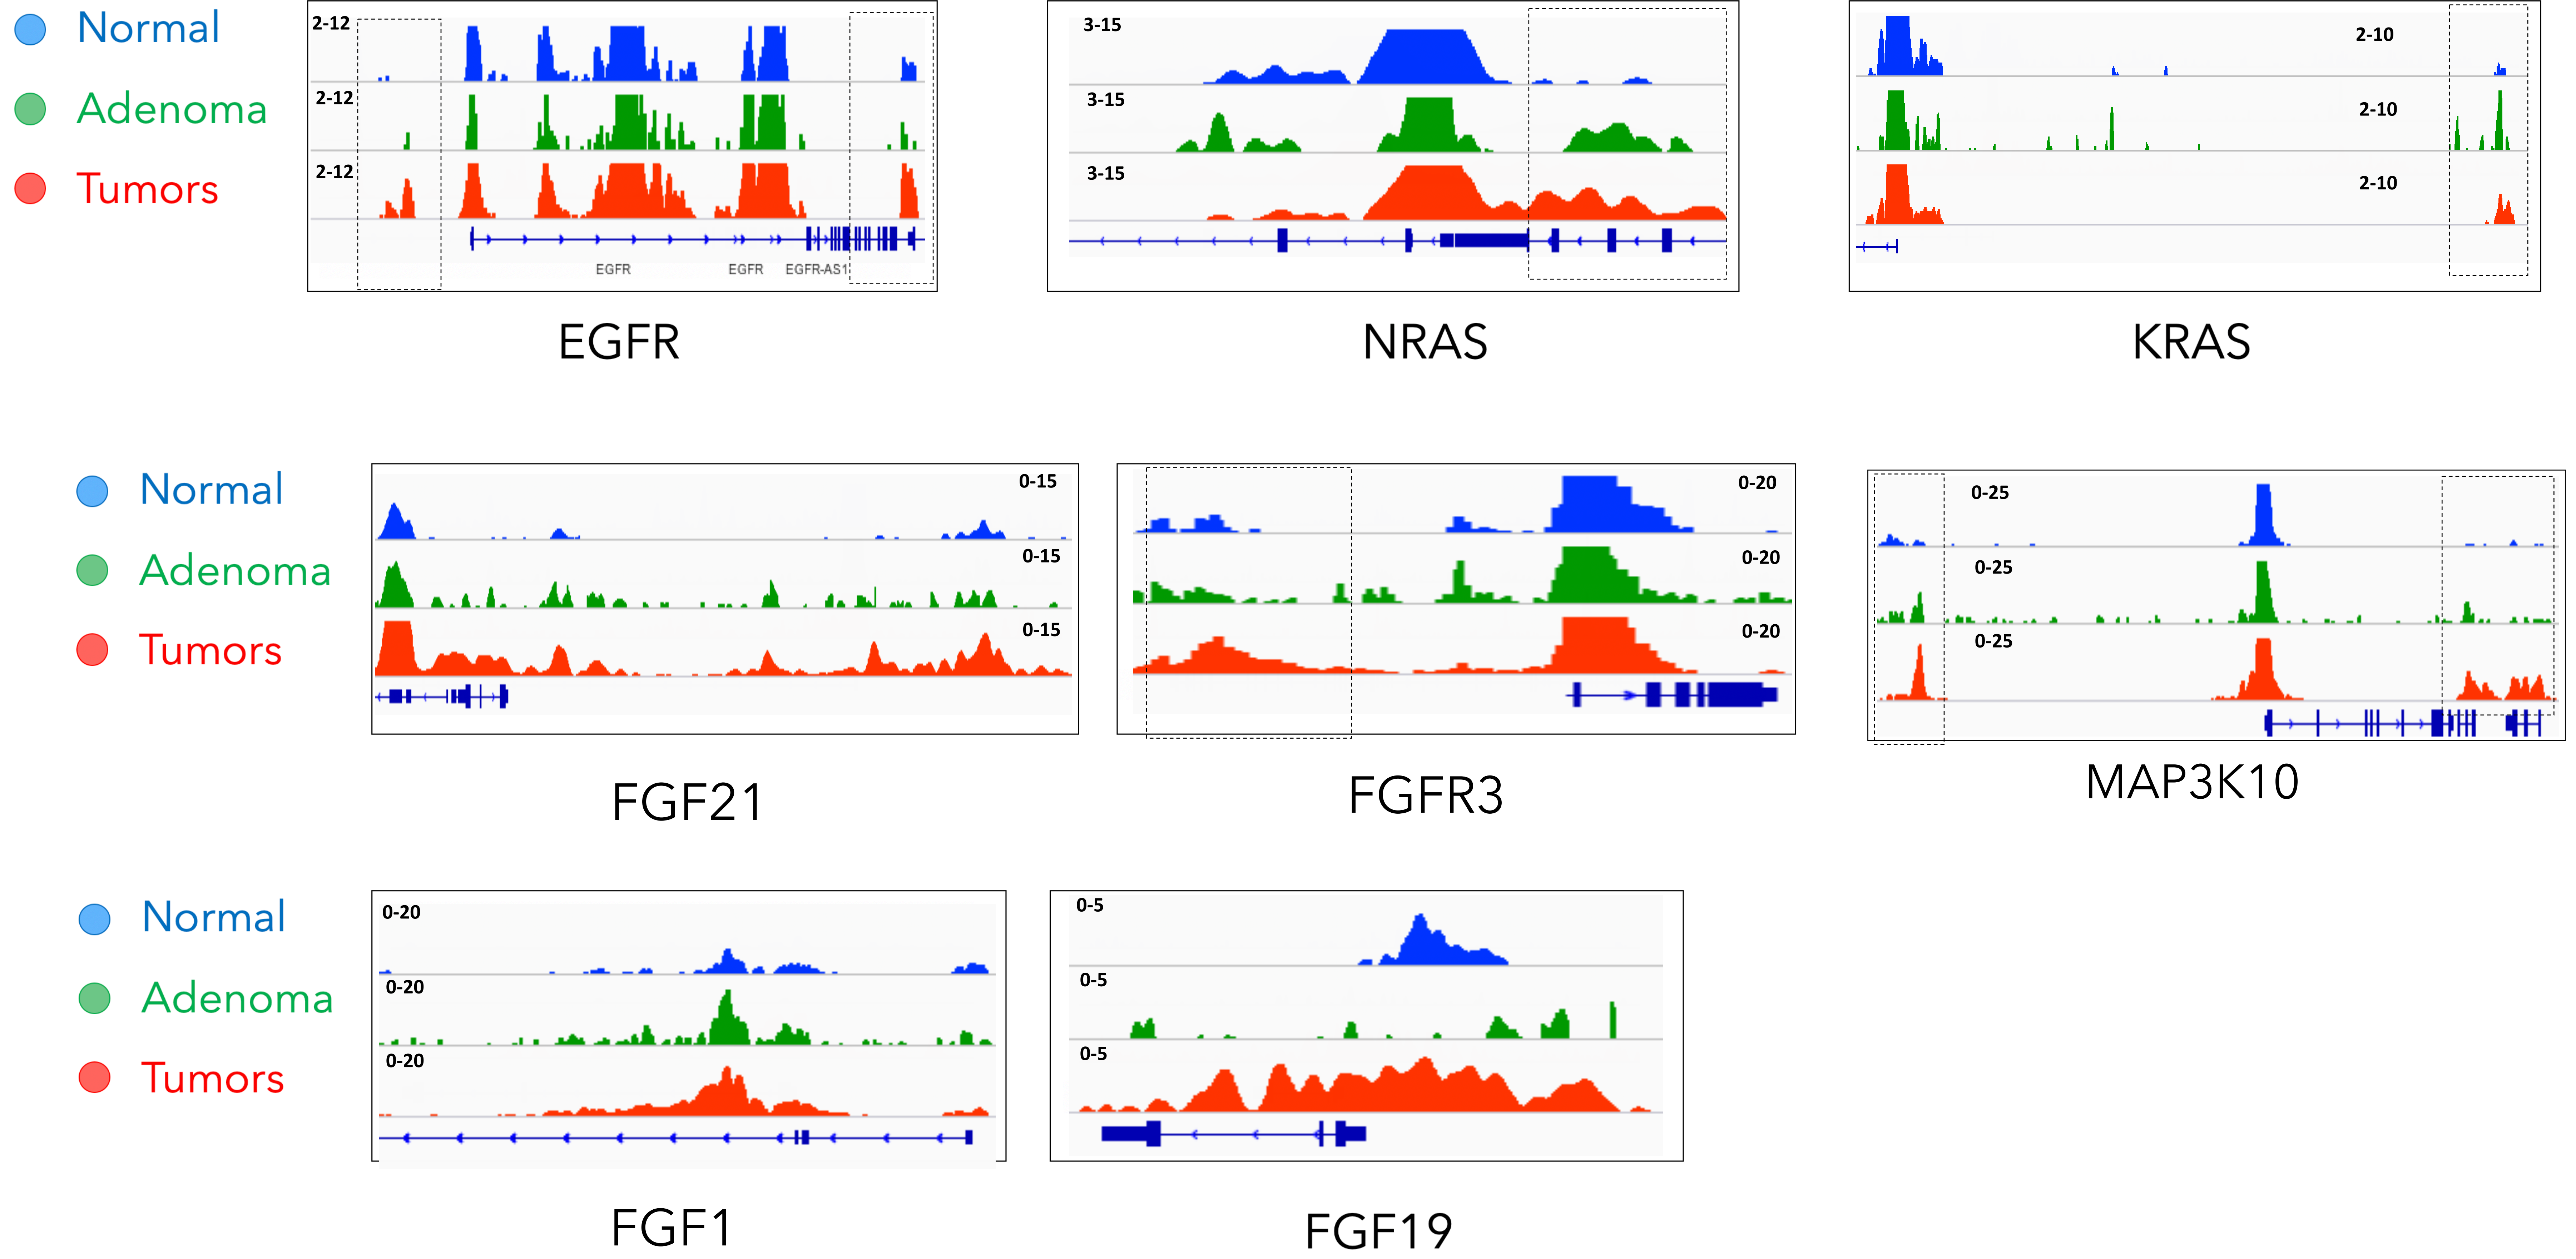 Normal
Adenoma
Tumors
2-12
2-12
2-12
EGFR EGFR EGFR-AS1
EGFR
3-15
3-15
3-15
NRAS
2-10
2-10
2-10
KRAS
Normal
Adenoma
Tumors
0-15
0-15
0-15
FGF21
0-20
0-20
0-20
FGFR3
0-25
0-25
0-25
MAP3K10
Normal
Adenoma
Tumors
0-20
0-20
0-20
FGF1
0-5
0-5
0-5
FGF19